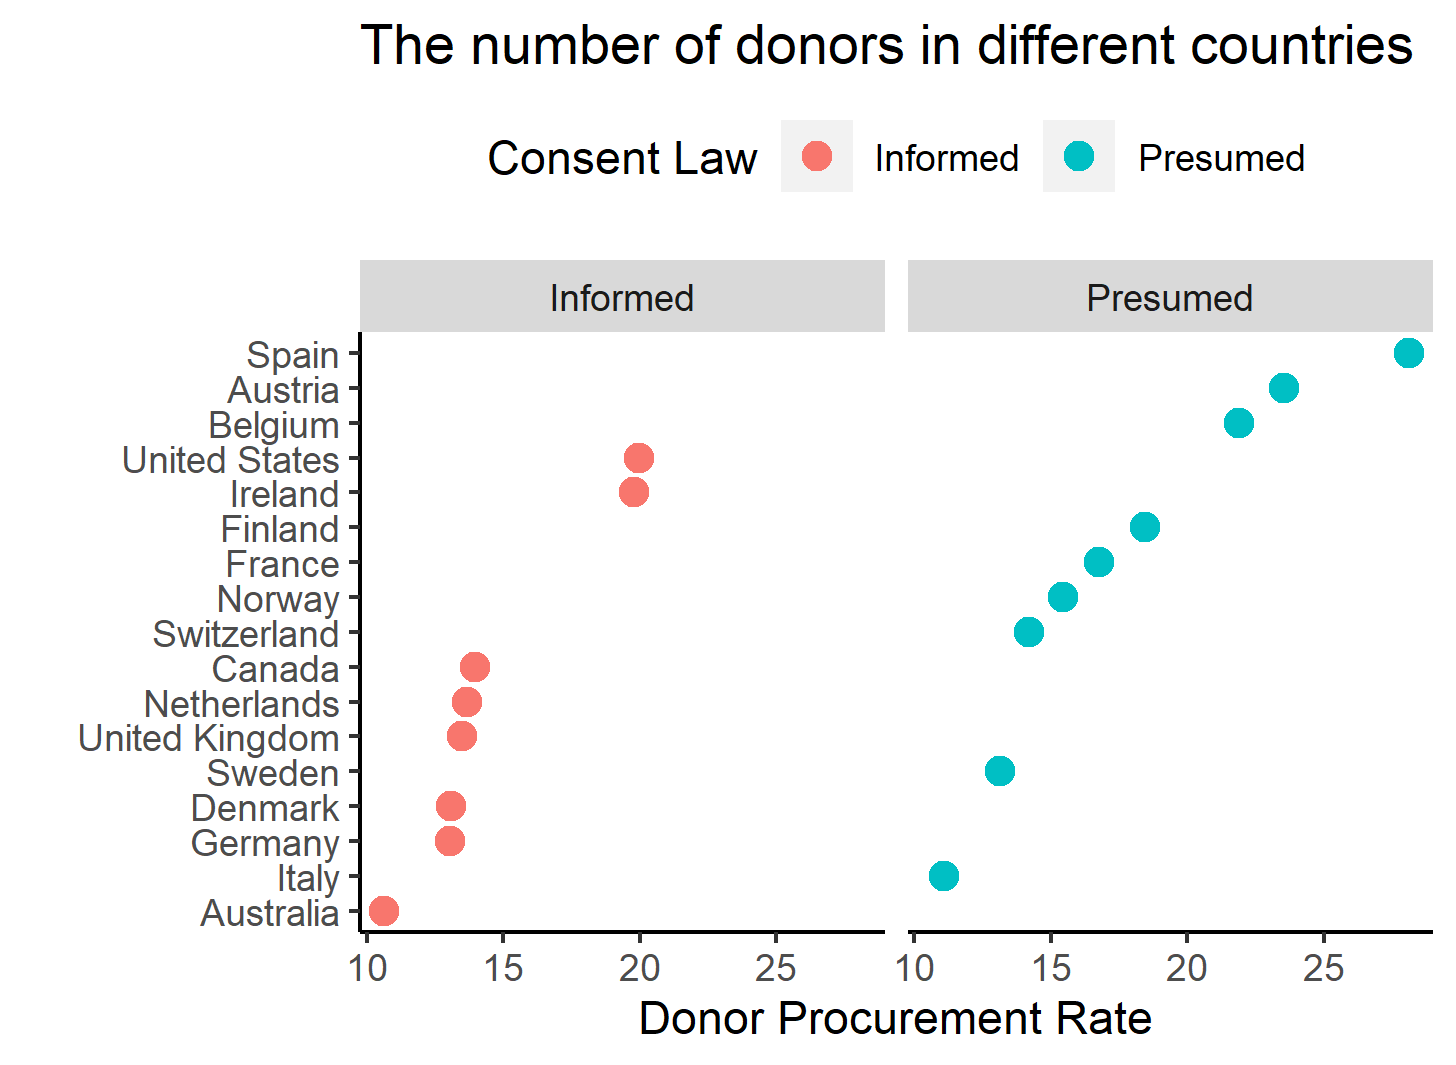 The number of donors in different countries
Consent Law Informed Presumed
Informed Presumed
Spain
Austria
Belgium
United States
Ireland
Finland
France
Norway
Switzerland
Canada
Netherlands
United Kingdom
Sweden
Denmark
Germany
Italy
Australia
10 15 20 25 10 15 20 25
Donor Procurement Rate